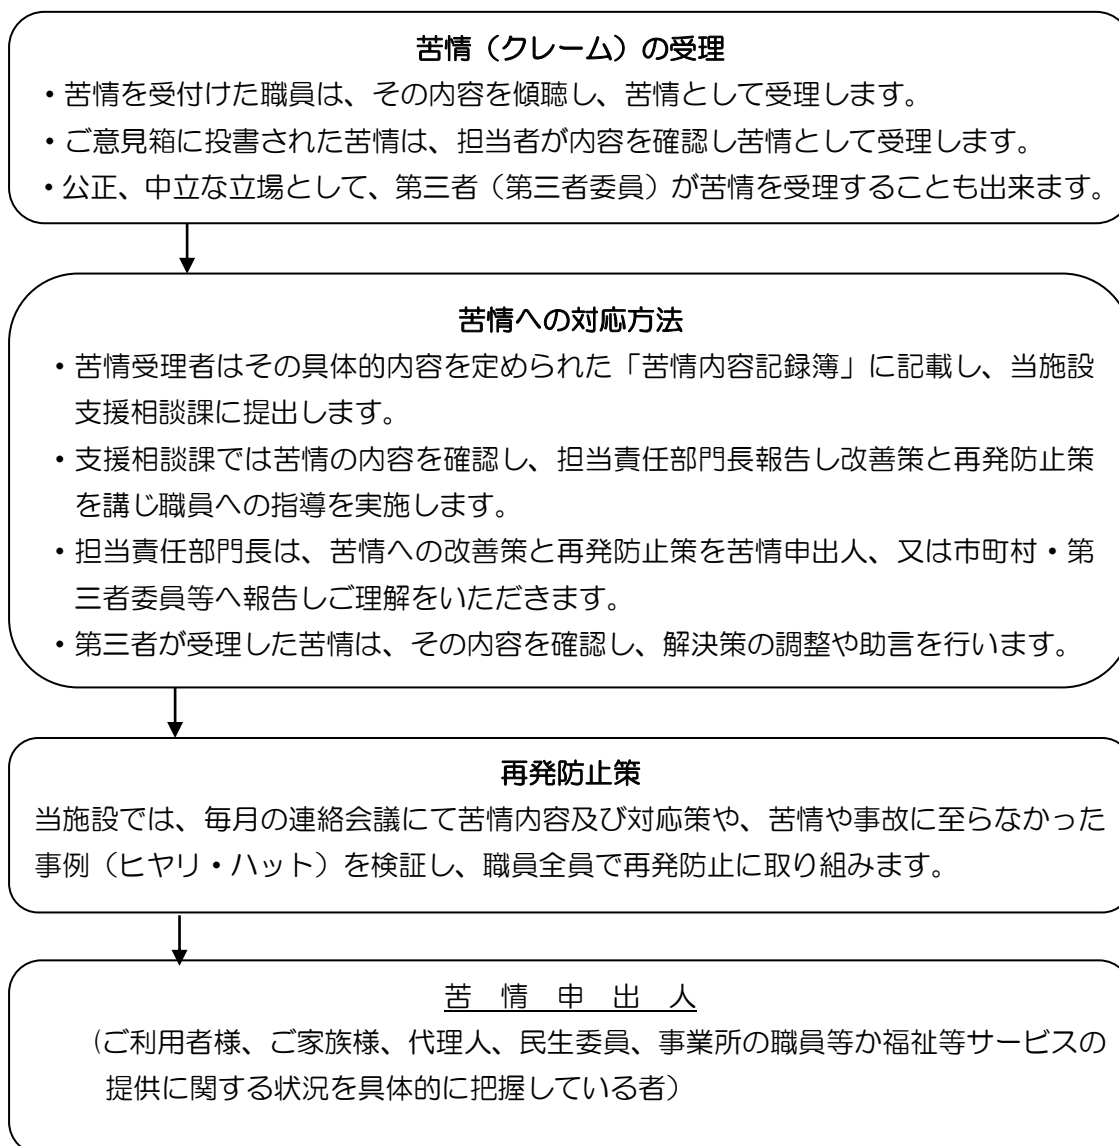 苦情（クレーム）の受理
・苦情を受付けた職員は、その内容を傾聴し、苦情として受理します。
・ご意見箱に投書された苦情は、担当者が内容を確認し苦情として受理します。
・公正、中立な立場として、第三者（第三者委員）が苦情を受理することも出来ます。
苦情への対応方法
・苦情受理者はその具体的内容を定められた「苦情内容記録簿」に記載し、当施設
支援相談課に提出します。
・支援相談課では苦情の内容を確認し、担当責任部門長報告し改善策と再発防止策
を講じ職員への指導を実施します。
・担当責任部門長は、苦情への改善策と再発防止策を苦情申出人、又は市町村・第
三者委員等へ報告しご理解をいただきます。
・第三者が受理した苦情は、その内容を確認し、解決策の調整や助言を行います。
再発防止策
当施設では、毎月の連絡会議にて苦情内容及び対応策や、苦情や事故に至らなかった
事例（ヒヤリ・ハット）を検証し、職員全員で再発防止に取り組みます。
苦 情 申 出 人
（ご利用者様、ご家族様、代理人、民生委員、事業所の職員等か福祉等サービスの
提供に関する状況を具体的に把握している者）